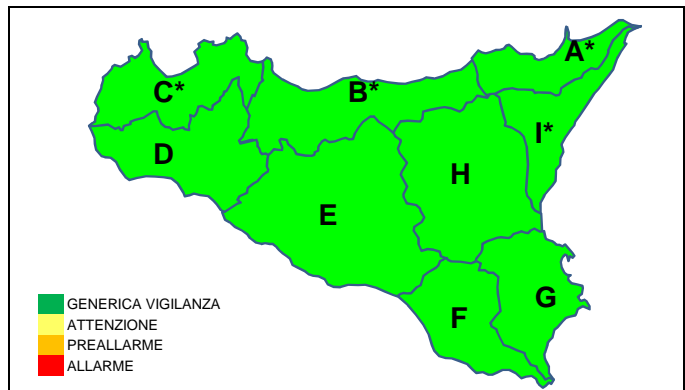 A*
C*
B*
I*
D
H
E
G
F
GENERICA VIGILANZA
ATTENZIONE
PREALLARME
ALLARME